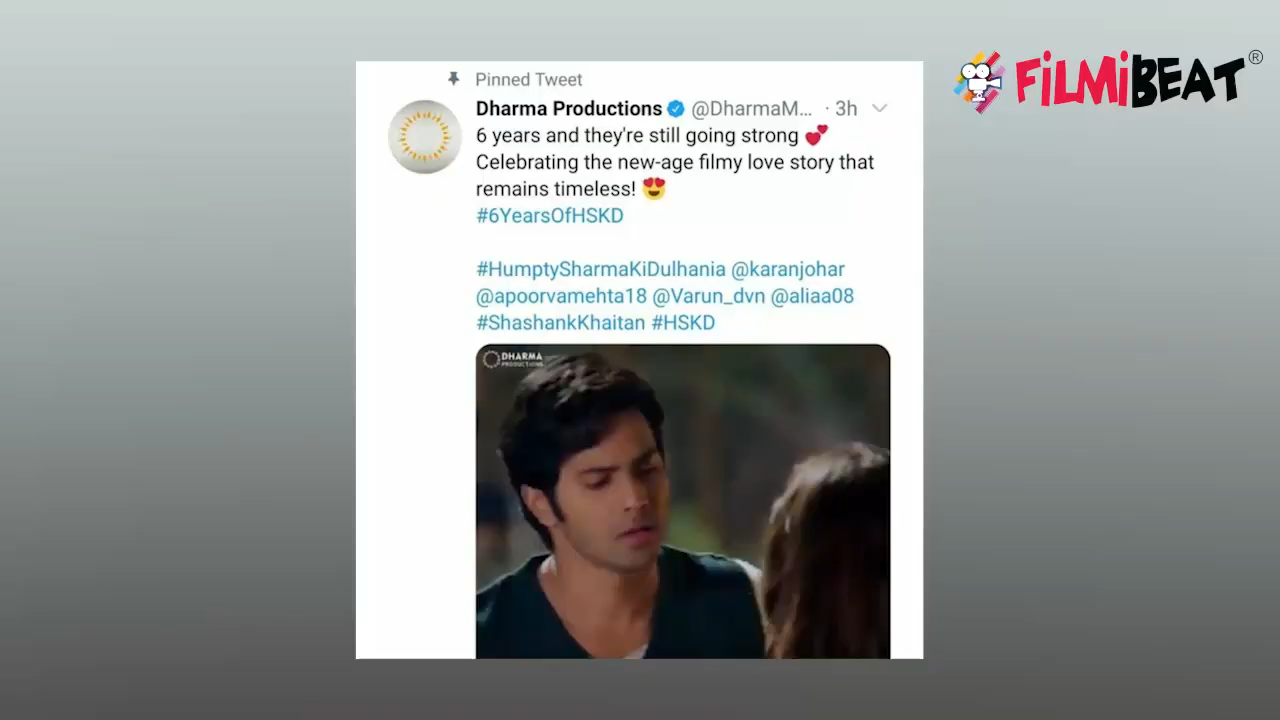 Pinned Tweet
Dharma Productions @DharmaM... · 3h
6 years and they're still going strong 💕
Celebrating the new-age filmy love story that
remains timeless! 😍
#6YearsOfHSKD
#HumptySharmaKiDulhania @karanjohar
@apoorvamehta18 @Varun_dvn @aliaa08
#ShashankKhaitan #HSKD
DHARMA
PRODUCTIONS
FiLMiBEAT®